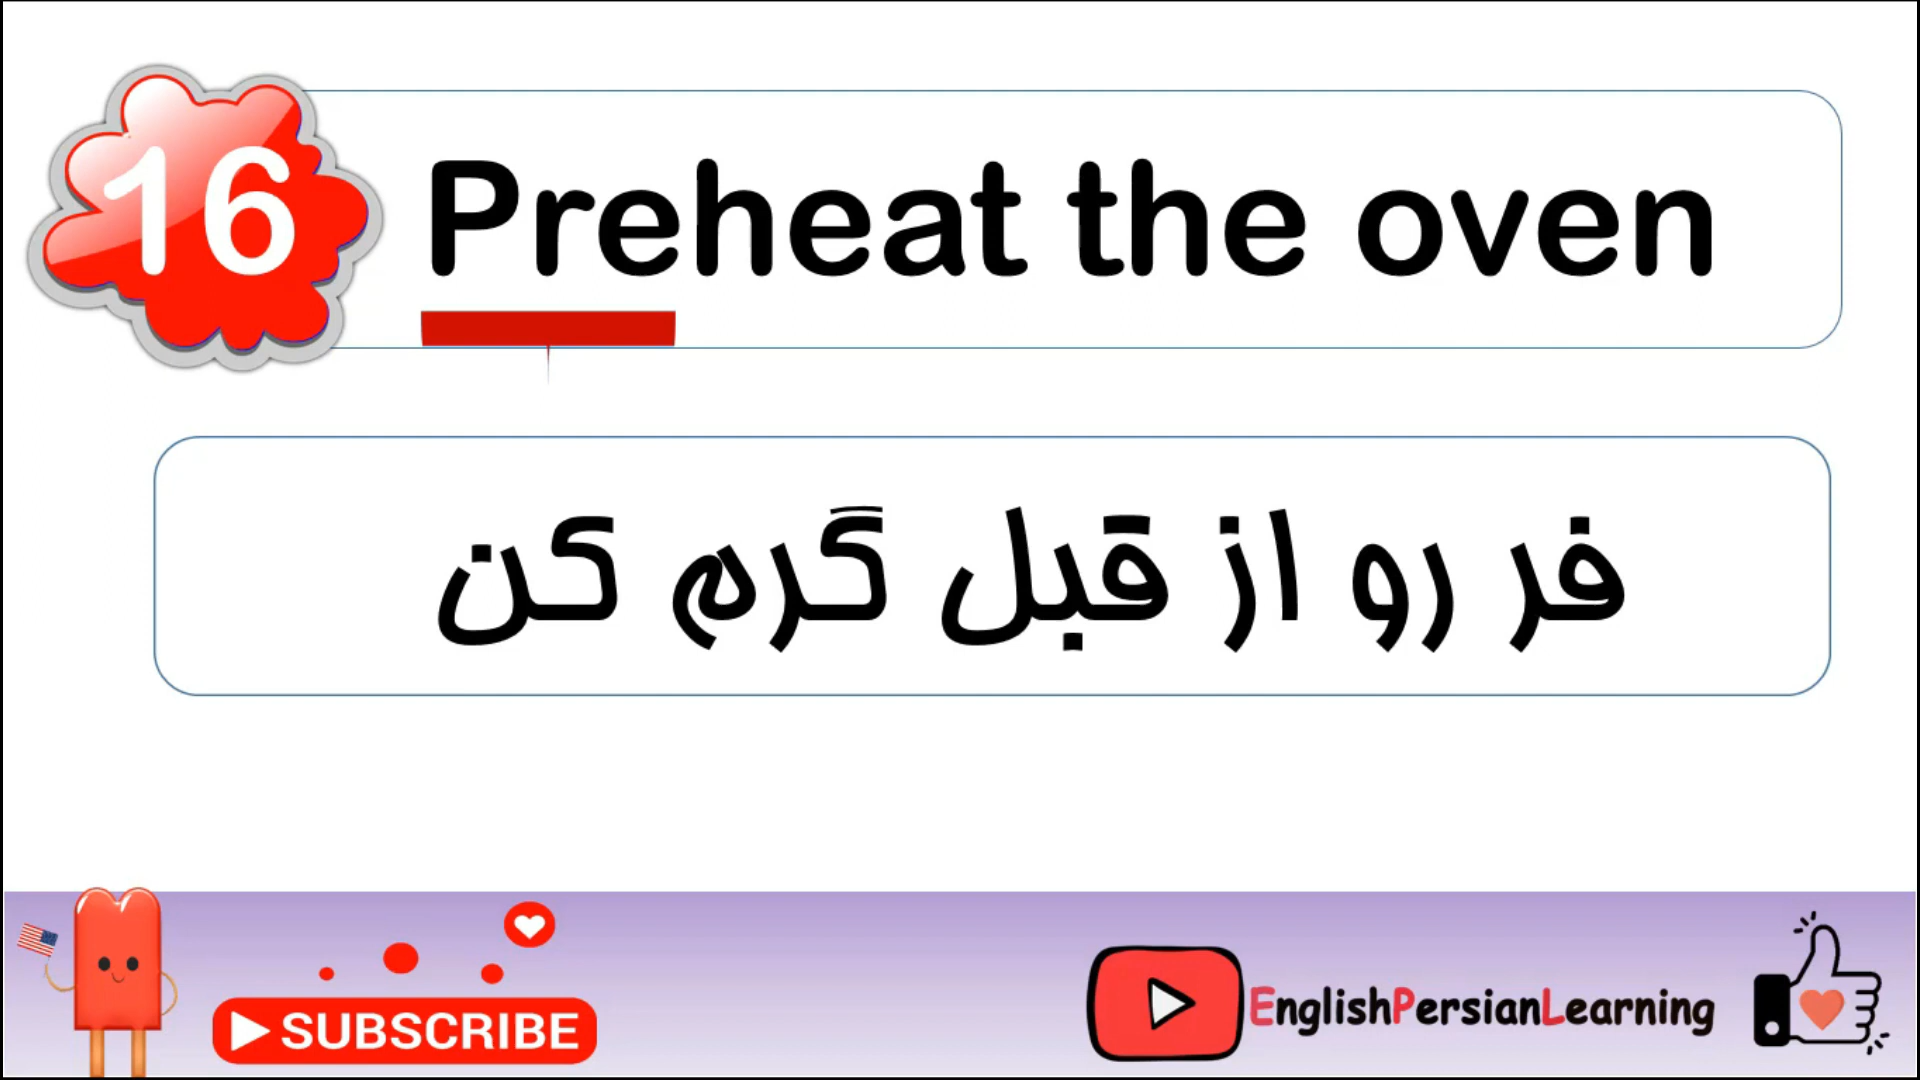 16
Preheat the oven
فر رو از قبل گرم کن
SUBSCRIBE
EnglishPersianLearning